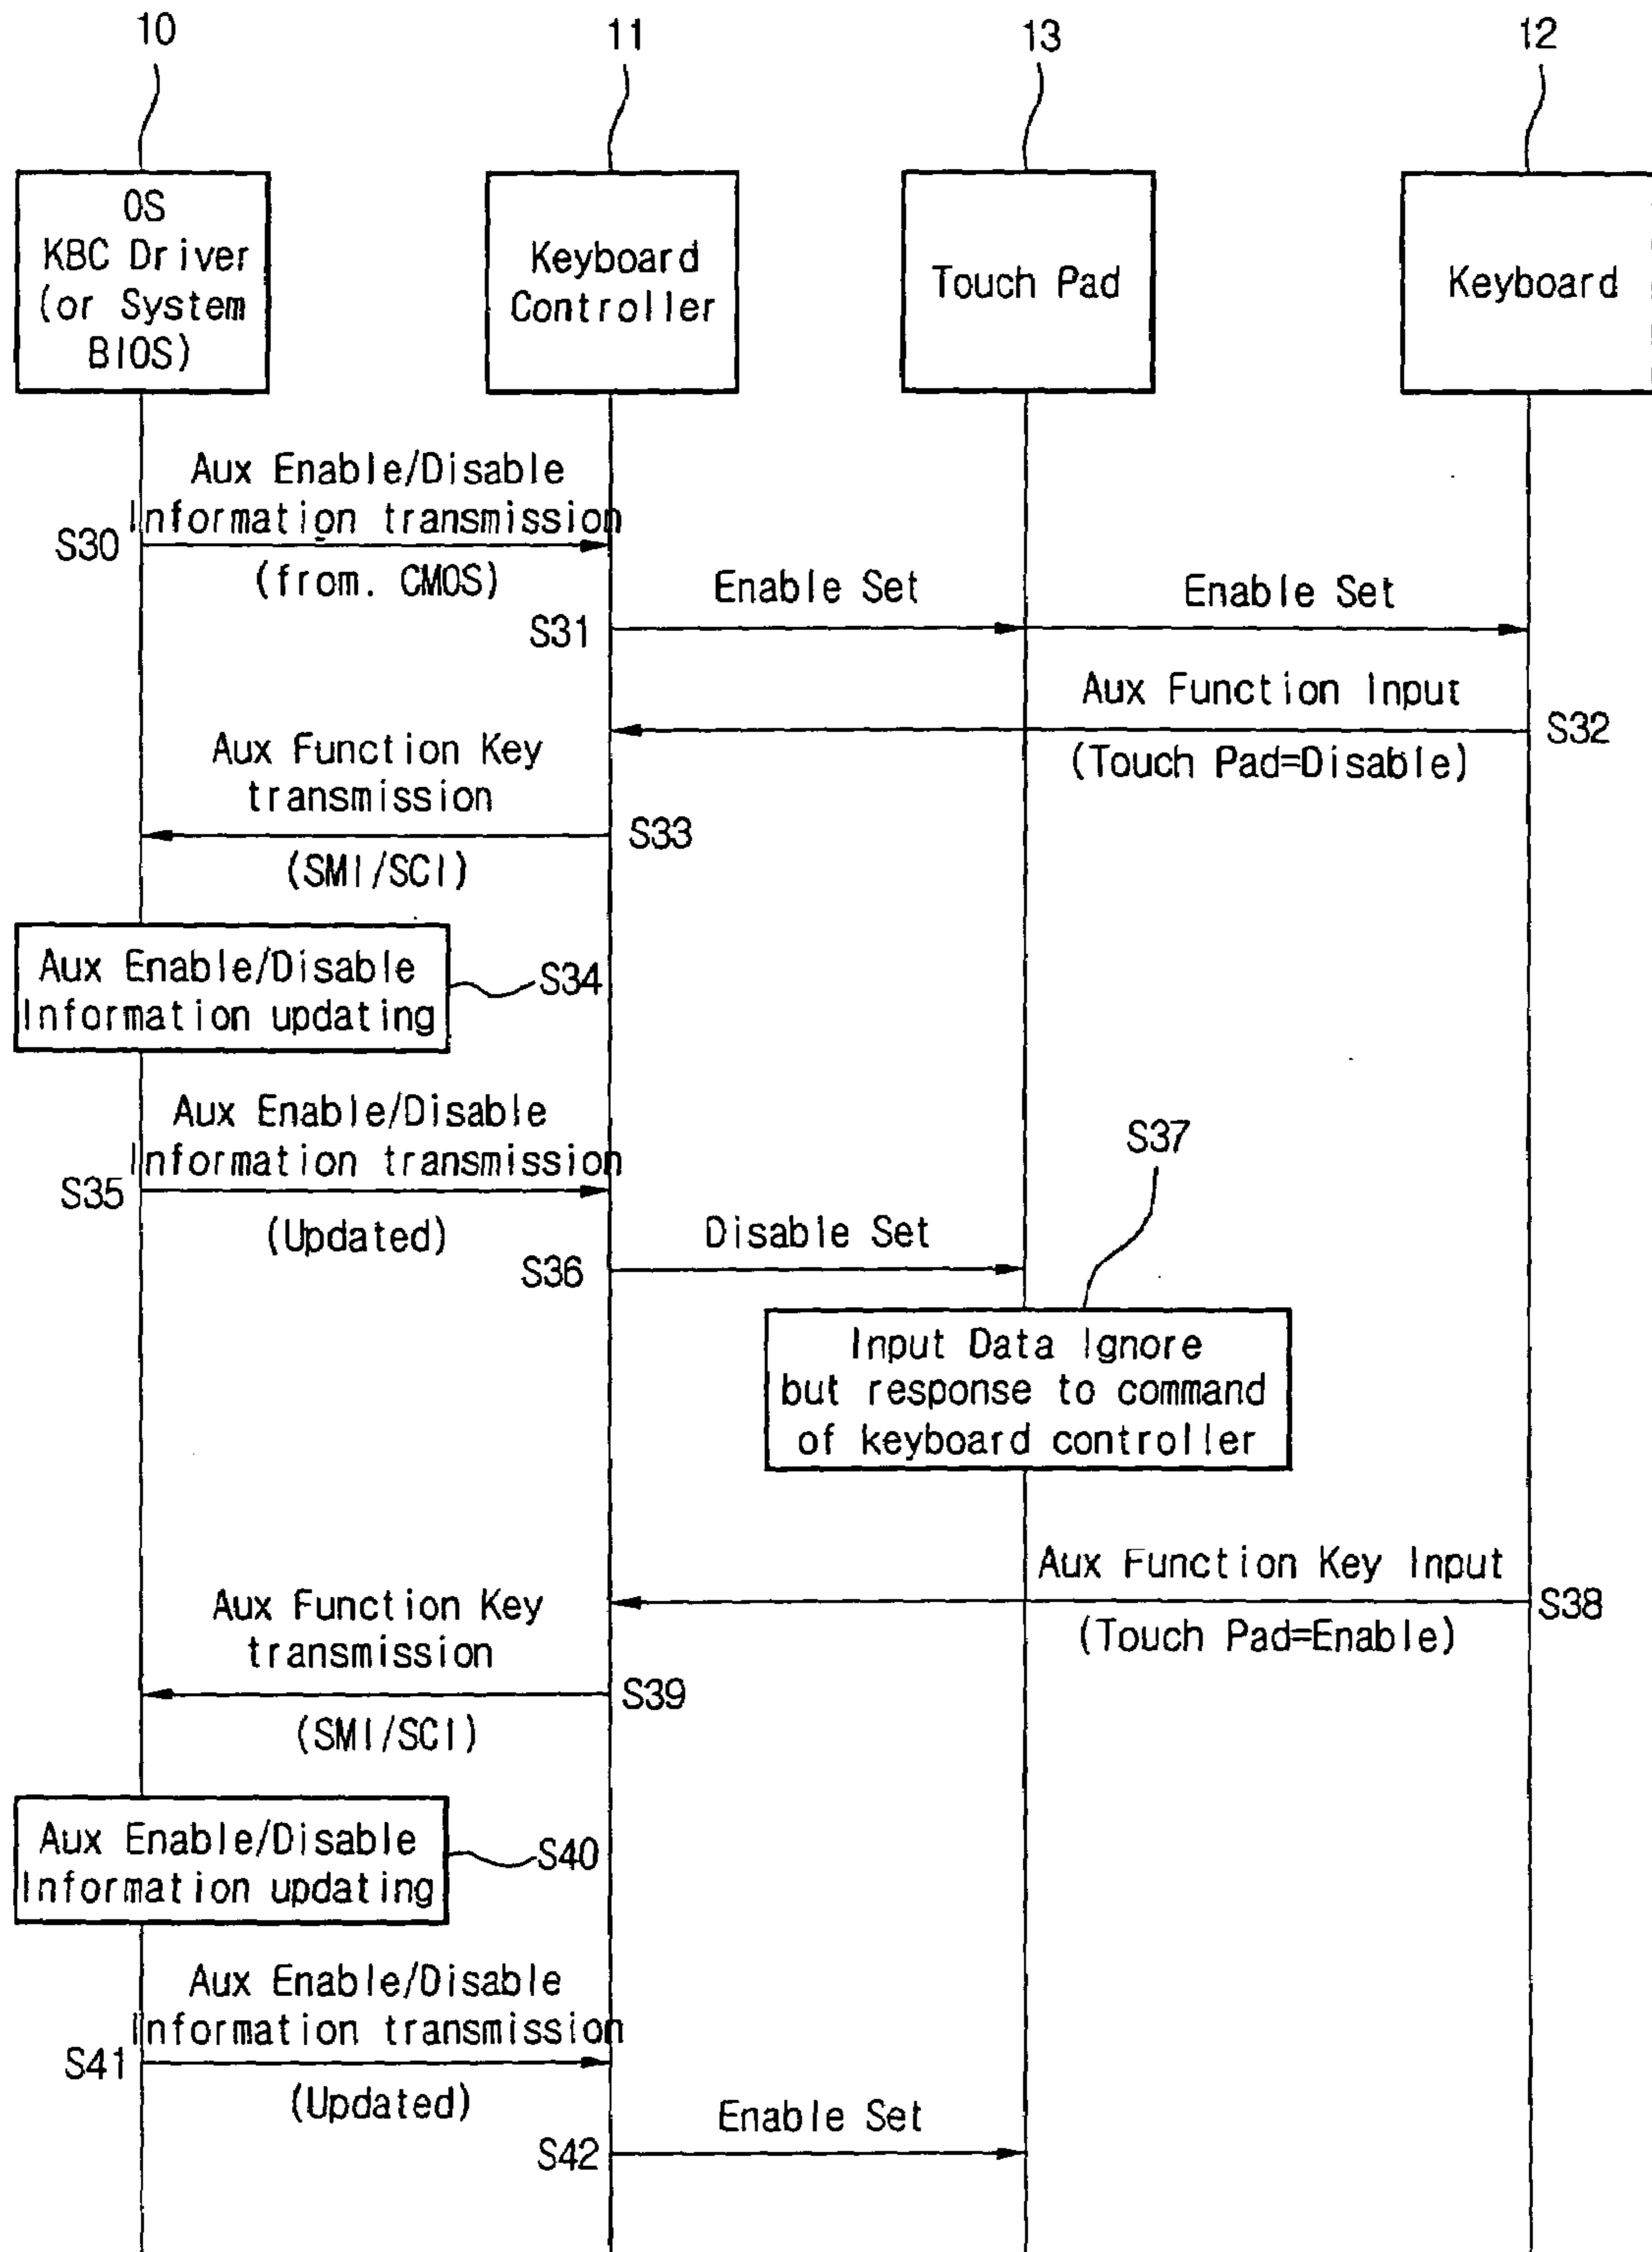 10
11
13
12
OS
KBC Driver
(or System
BIOS)
Keyboard
Controller
Touch Pad
Keyboard
Aux Enable/Disable
Information transmission
S30
(from. CMOS)
Enable Set
Enable Set
S31
Aux Function Input
S32
(Touch Pad=Disable)
Aux Function Key
transmission
S33
(SMI/SCI)
Aux Enable/Disable
Information updating
S34
Aux Enable/Disable
Information transmission
S35
(Updated)
S37
Disable Set
S36
Input Data Ignore
but response to command
of keyboard controller
Aux Function Key Input
S38
(Touch Pad=Enable)
Aux Function Key
transmission
S39
(SMI/SCI)
Aux Enable/Disable
Information updating
S40
Aux Enable/Disable
Information transmission
S41
(Updated)
Enable Set
S42